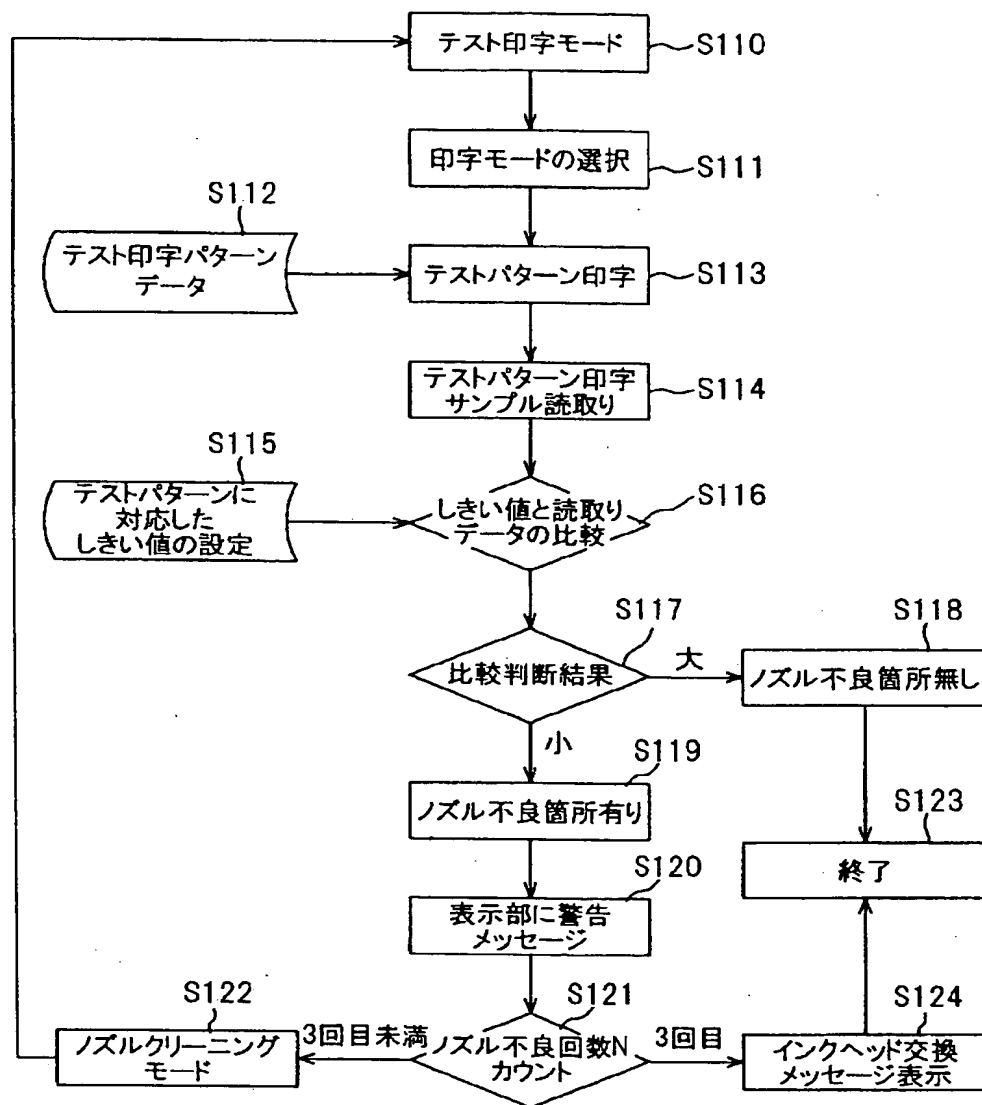 テスト印字モード
S110
印字モードの選択
S111
S112
テスト印字パターン
データ
テストパターン印字
S113
テストパターン印字
サンプル読取り
S114
S115
テストパターンに
対応した
しきい値の設定
しきい値と読取り
データの比較
S116
S117
比較判断結果
大
S118
ノズル不良箇所無し
小
S119
ノズル不良箇所有り
S123
終了
S120
表示部に警告
メッセージ
S121
ノズル不良回数N
カウント
3回目未満
S122
ノズルクリーニング
モード
3回目
S124
インクヘッド交換
メッセージ表示